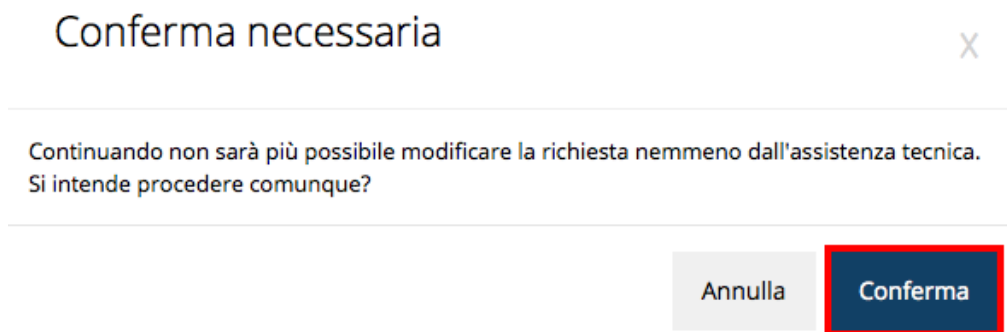 Conferma necessaria
X
Continuando non sarà più possibile modificare la richiesta nemmeno dall'assistenza tecnica.
Si intende procedere comunque?
Annulla
Conferma